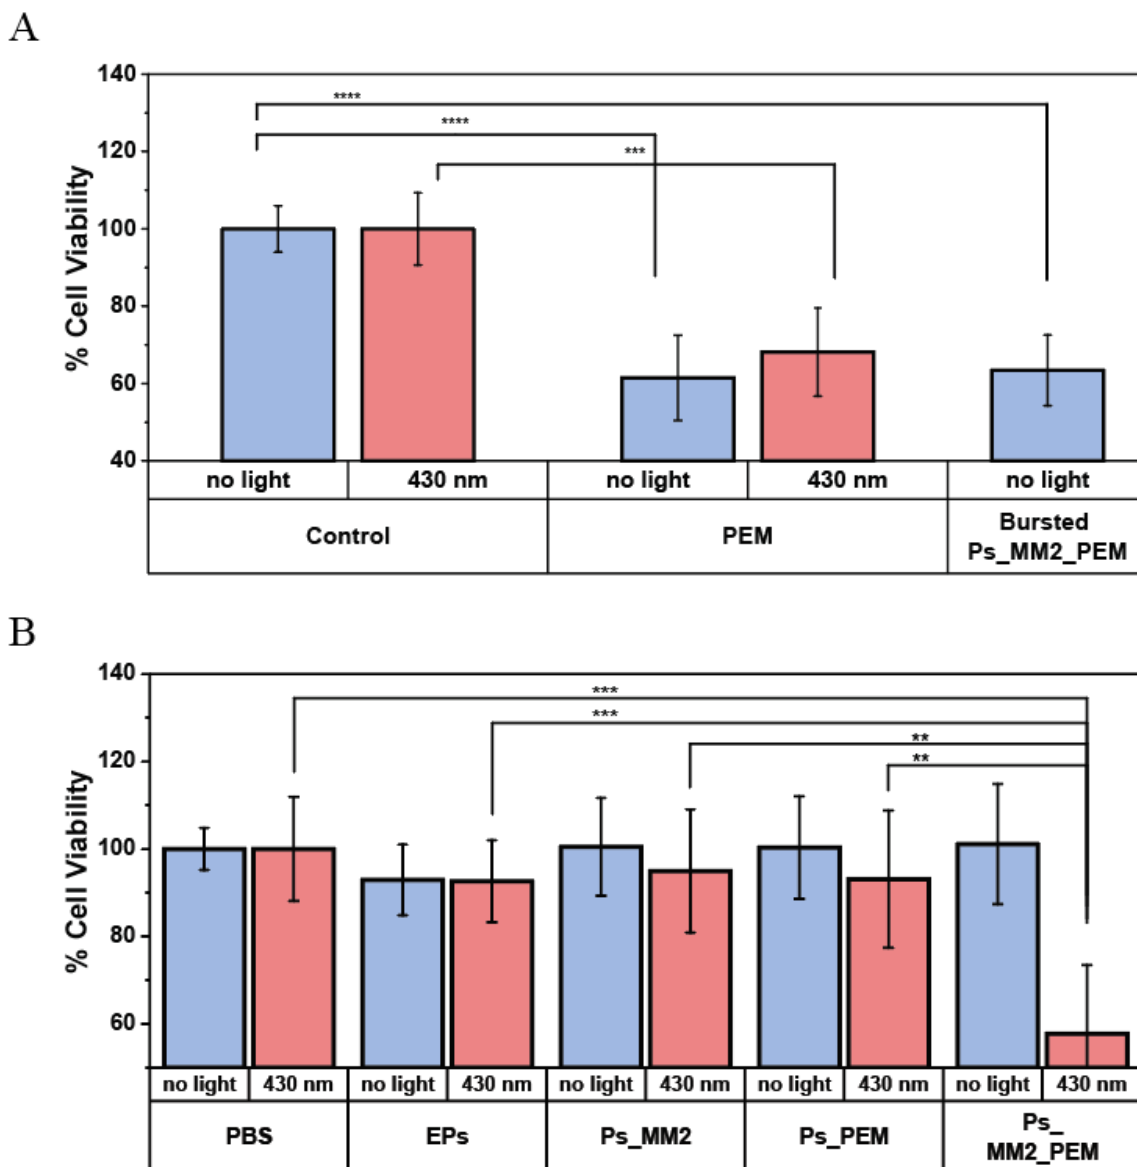 A
140
****
****
120
***
100
80
60
40
% Cell Viability
no light 430 nm no light 430 nm no light
Control PEM Bursted
Ps_MM2_PEM
B
140
***
***
**
120
**
100
80
60
% Cell Viability
no light 430 nm no light 430 nm no light 430 nm no light 430 nm no light 430 nm
PBS EPs Ps_MM2 Ps_PEM Ps_
MM2_PEM